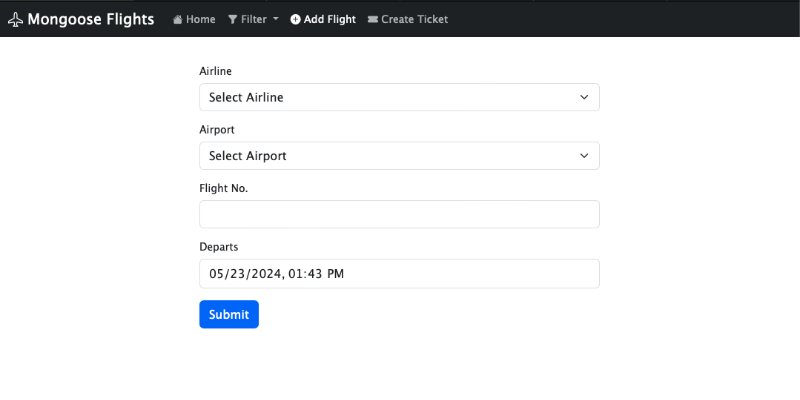 Mongoose Flights Home Filter Add Flight Create Ticket
Airline
Select Airline
Airport
Select Airport
Flight No.
Departs
05/23/2024, 01:43 PM
Submit